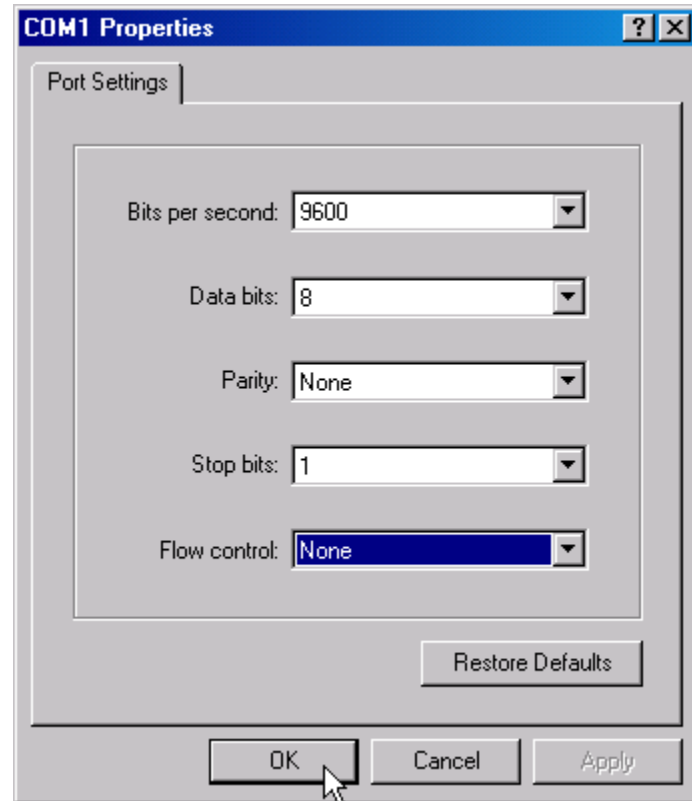 COM1 Properties
Port Settings
Bits per second: 9600
Data bits: 8
Parity: None
Stop bits: 1
Flow control: None
Restore Defaults
OK Cancel Apply